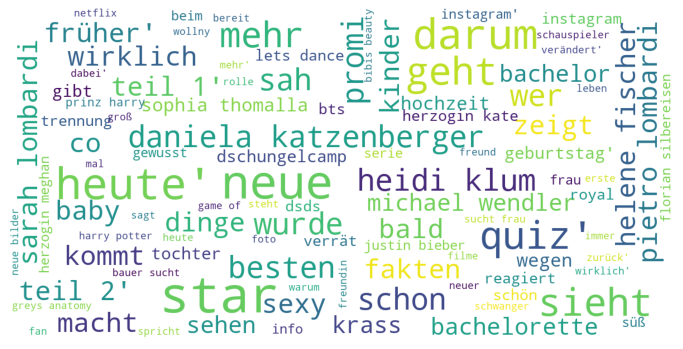 netflix
wollny
bereit
beim
bibis beauty
instagram'
instagram
früher'
mehr
promi
kinder
darum
schauspieler
verändert'
wirklich
lets dance
sarah lombardi
dabei'
mehr'
geht
bachelor
leben
helene fischer
pietro lombardi
florian silbereisen
gibt
teil 1'
rolle
sah
prinz harry
sophia thomalla
bts
hochzeit
wer
trennung
groß
herzogin kate
zeigt
co
daniela katzenberger
mal
gewusst
dschungelcamp
serie
freund
geburtstag'
herzogin meghan
heute'
neue
heidi klum
frau
erste
royal
baby
game of
steht
michael wendler
sagt
dinge
wurde
dsds
sucht frau
immer
neue bilder
harry potter
heute
foto
verrät
bald
quiz'
kommt
tochter
justin bieber
filme
zurück'
bauer sucht
besten
warum
freundin
fakten
wegen
wirklich'
reagiert
neuer
teil 2'
greys anatomy
star
sexy
schon
schön
schwanger
sieht
fan
macht
spricht
sehen
info
krass
bachelorette
süß